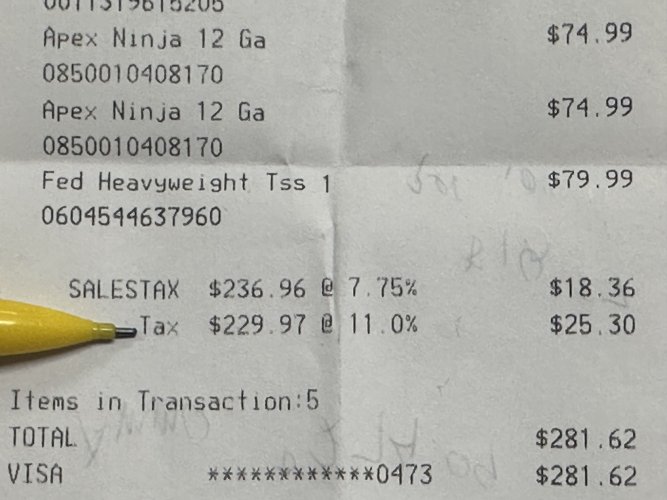 0011319615205
Apex Ninja 12 Ga $74.99
0850010408170
Apex Ninja 12 Ga $74.99
0850010408170
Fed Heavyweight Tss 1 $79.99
0604544637960
SALESTAX $236.96 @ 7.75% $18.36
Tax $229.97 @ 11.0% $25.30
Items in Transaction:5
TOTAL $281.62
VISA ************0473 $281.62